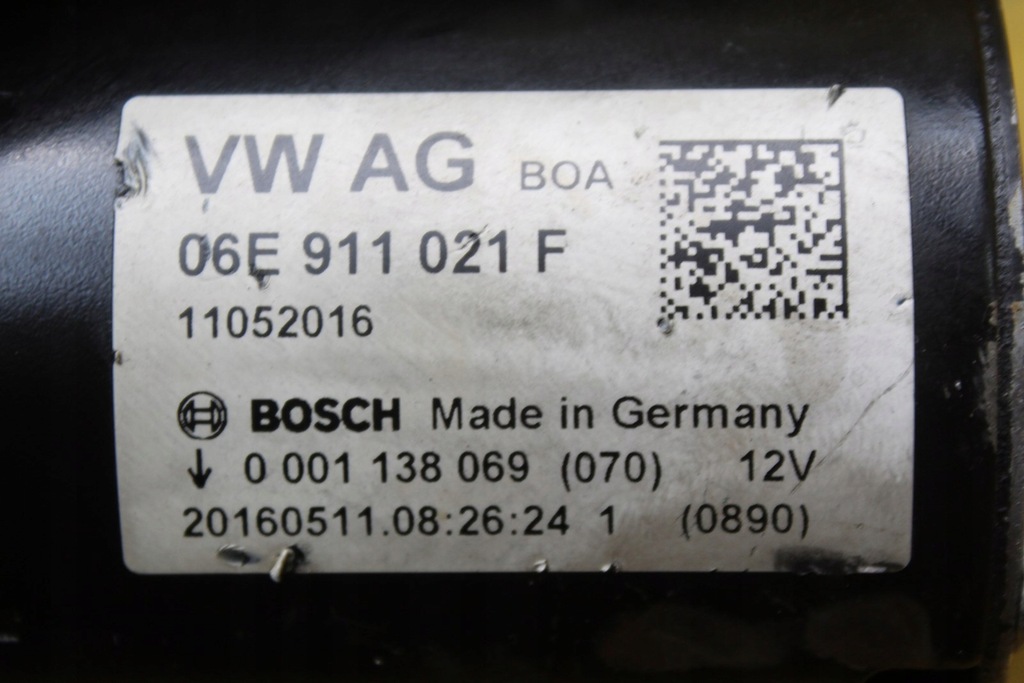 VW AG BOA
06E 911 021 F
11052016
BOSCH Made in Germany
0 001 138 069 (070) 12V
20160511.08:26:24 1 (0890)